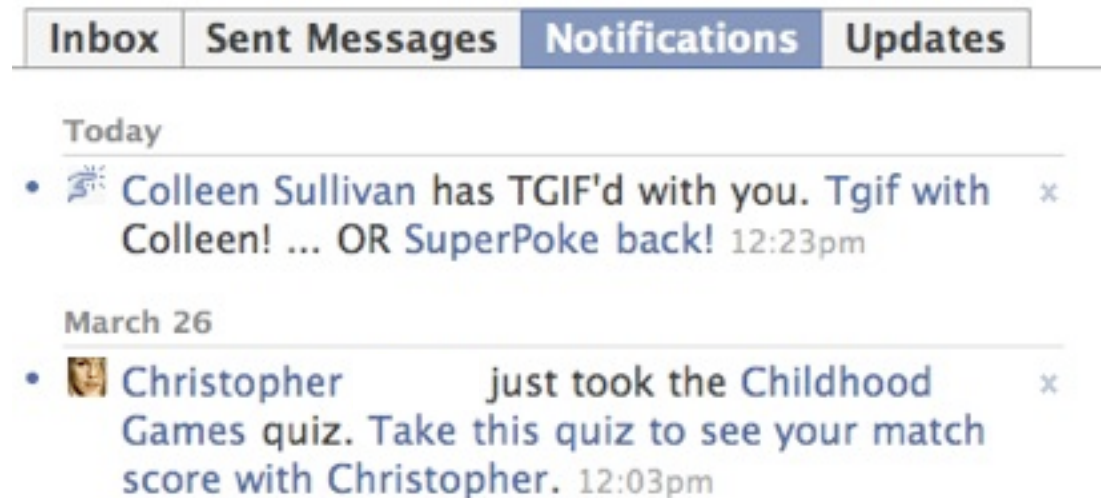 Inbox Sent Messages Notifications Updates
Today
• Colleen Sullivan has TGIF'd with you. Tgif with x
Colleen! ... OR SuperPoke back! 12:23pm
March 26
• Christopher just took the Childhood x
Games quiz. Take this quiz to see your match
score with Christopher. 12:03pm